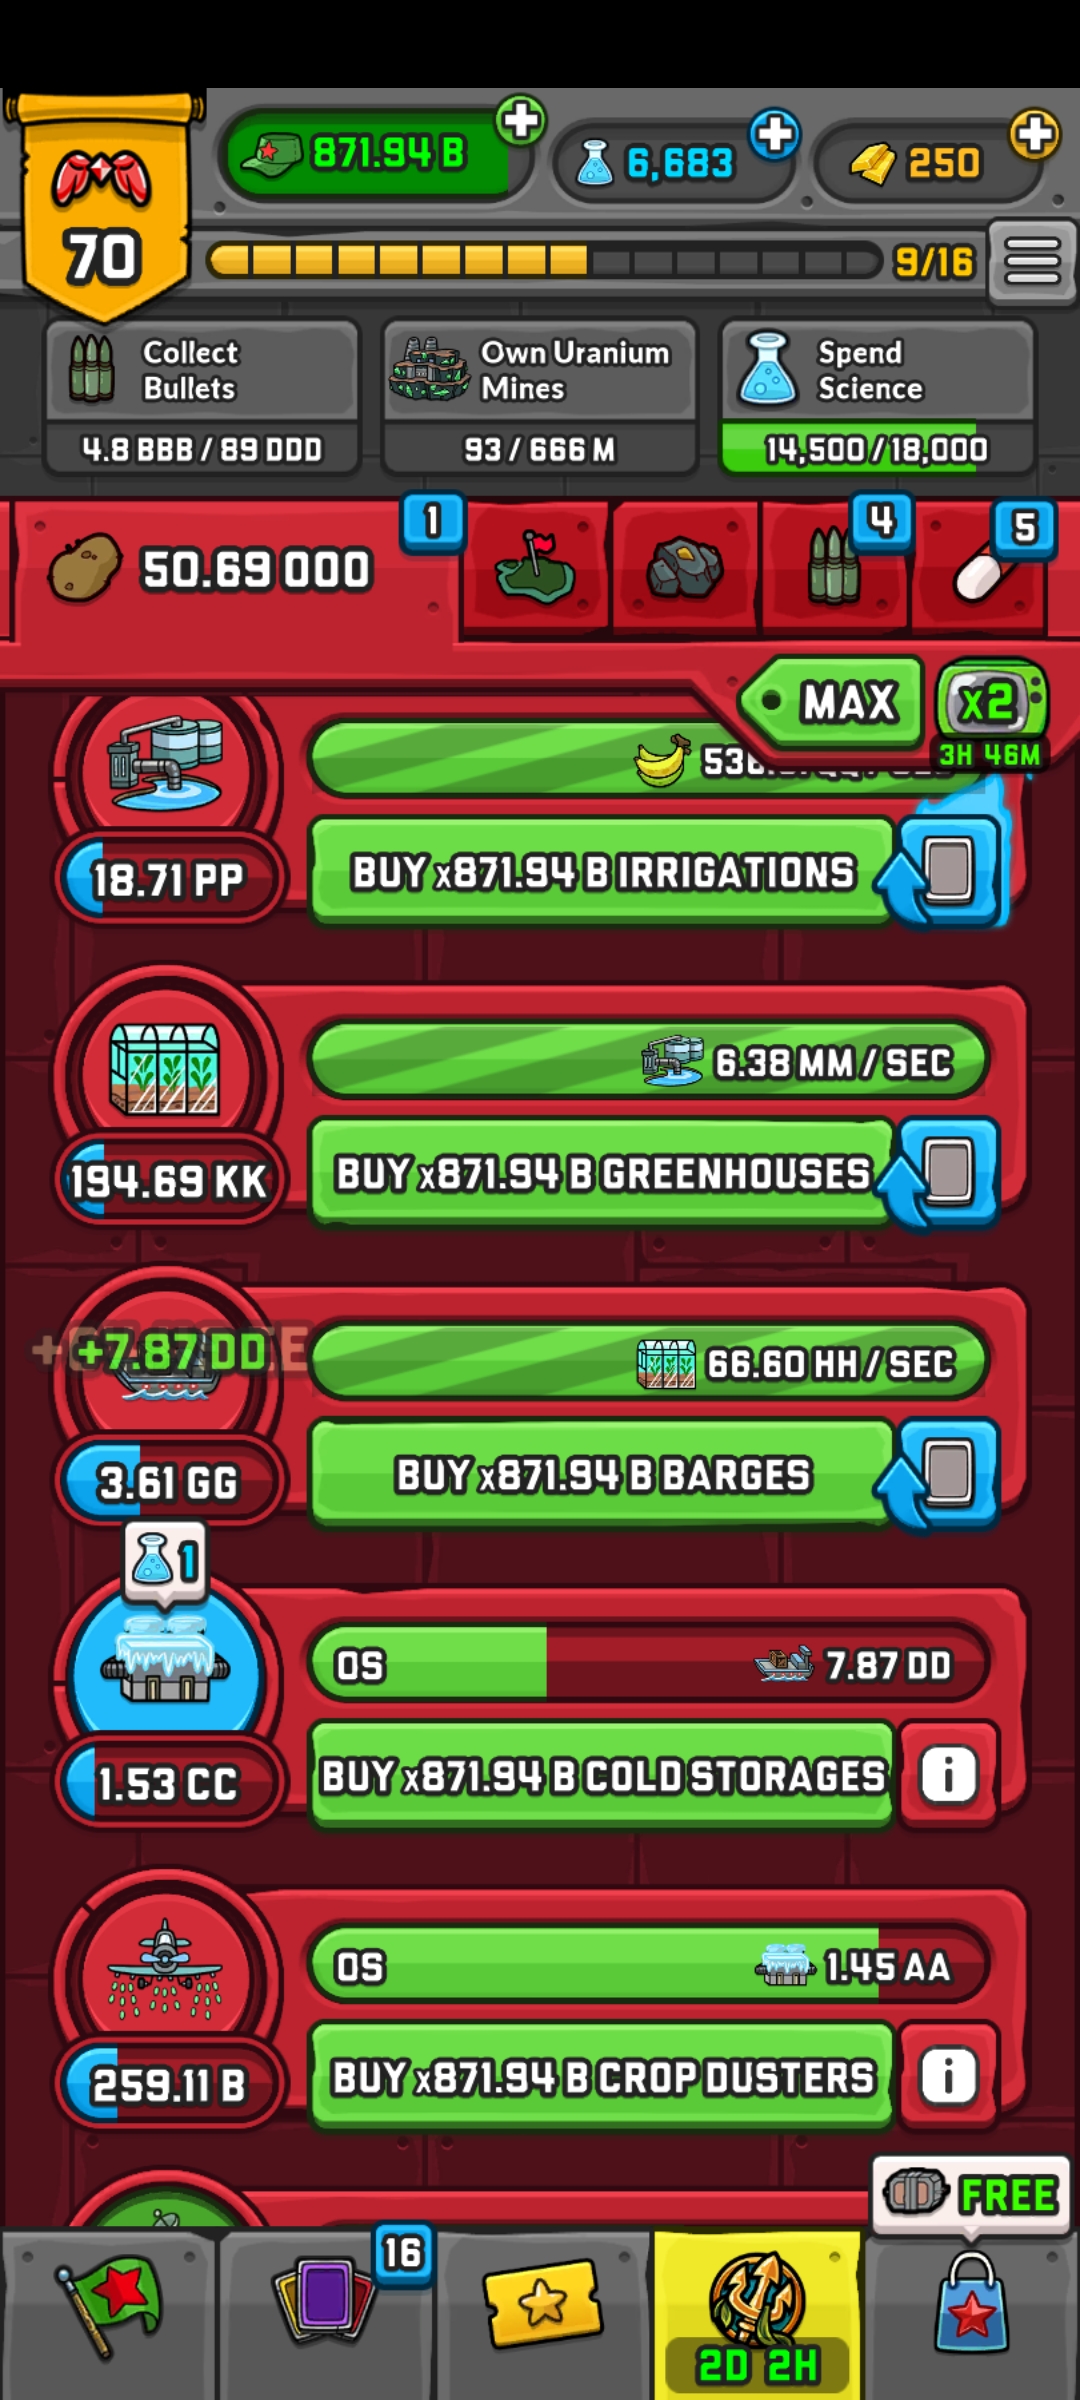 871.94 B
6,683
250
70
9/16
Collect
Bullets
4.8 BBB / 89 DDD
Own Uranium
Mines
93 / 666 M
Spend
Science
14,500/18,000
50.69 OOO
1
4
5
MAX
x2
3H 46M
18.71 PP
BUY x871.94 B IRRIGATIONS
6.38 MM / SEC
194.69 KK
BUY x871.94 B GREENHOUSES
+7.87 DD
66.60 HH / SEC
3.61 GG
BUY x871.94 B BARGES
1
0S
7.87 DD
1.53 CC
BUY x871.94 B COLD STORAGES
i
0S
1.45 AA
259.11 B
BUY x871.94 B CROP DUSTERS
i
FREE
16
2D 2H